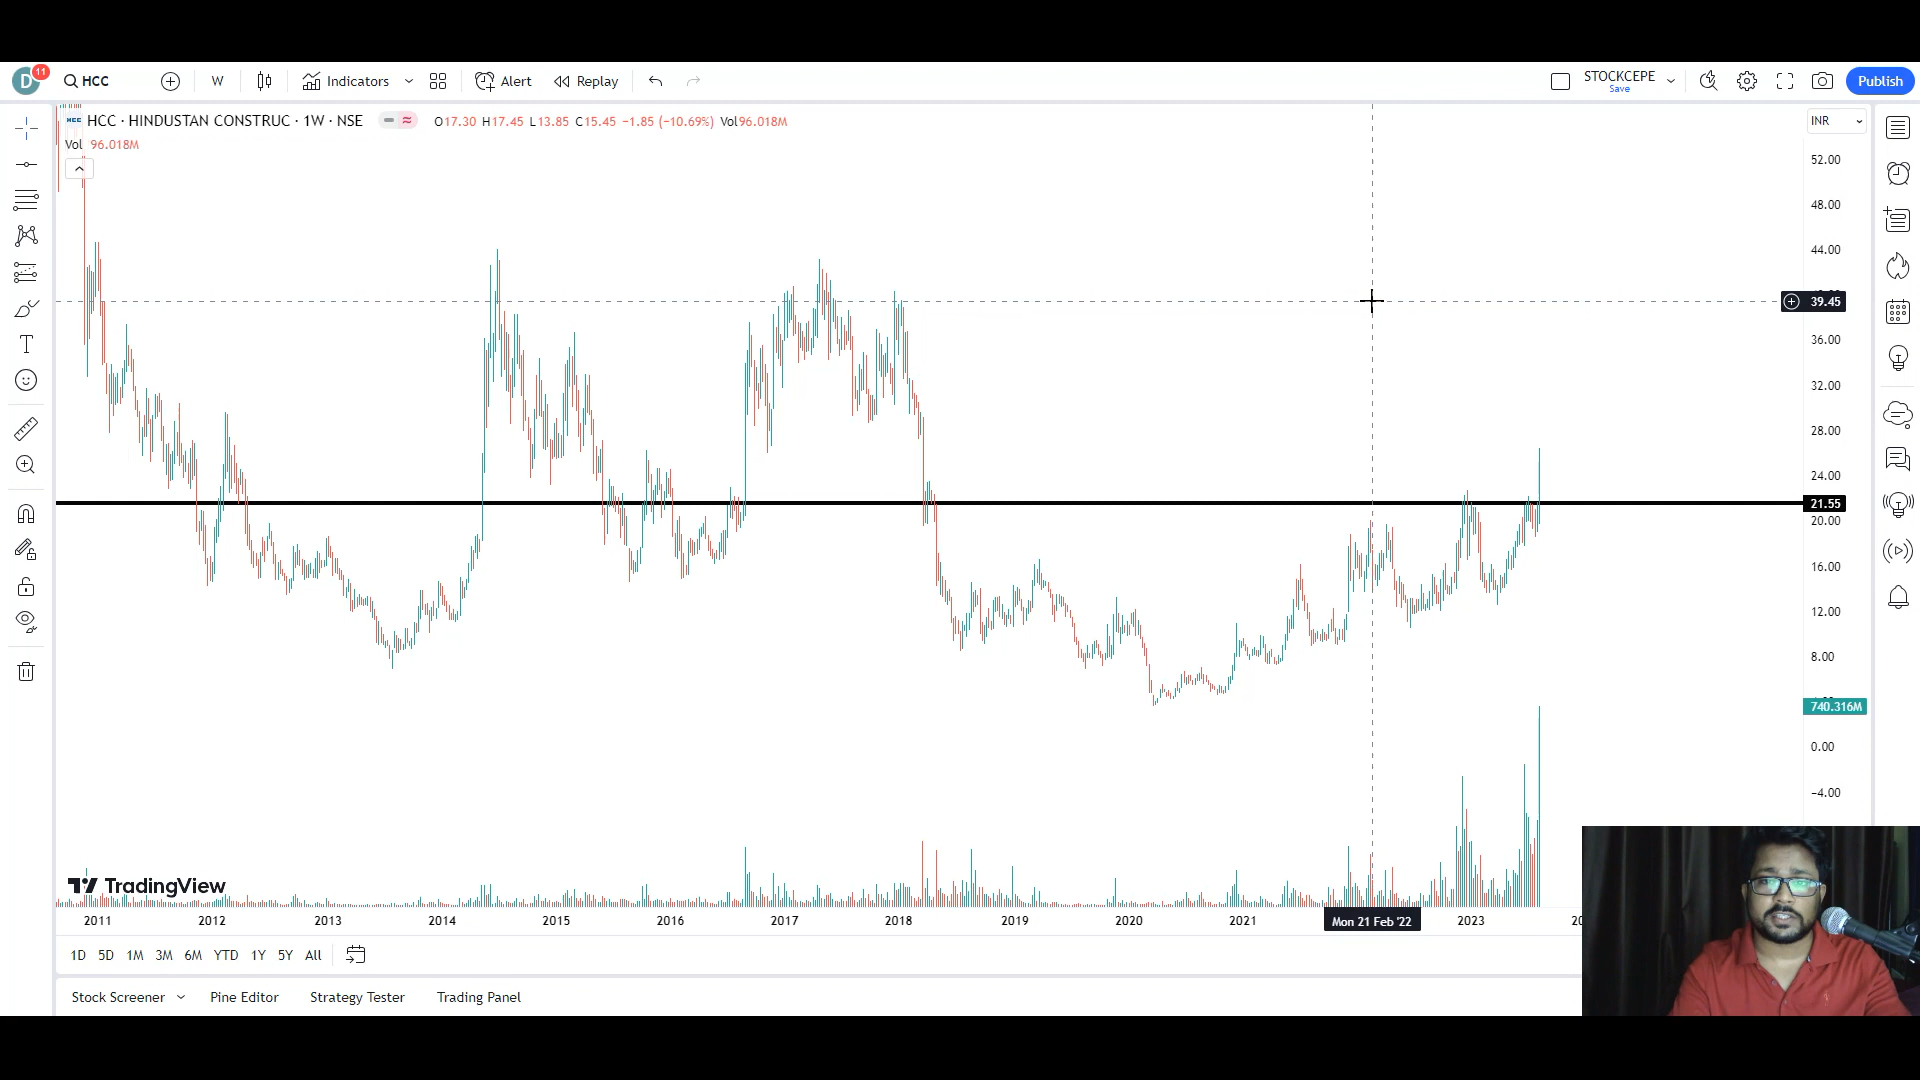 D 11 HCC W Indicators Alert Replay STOCKCEPE Save Publish
HCC HCC · HINDUSTAN CONSTRUC · 1W · NSE O17.30 H17.45 L13.85 C15.45 −1.85 (−10.69%) Vol96.018M INR
Vol 96.018M
52.00
48.00
44.00
39.45
36.00
32.00
28.00
24.00
21.55
20.00
16.00
12.00
8.00
740.316M
0.00
−4.00
TradingView
2011 2012 2013 2014 2015 2016 2017 2018 2019 2020 2021 Mon 21 Feb '22 2023
1D 5D 1M 3M 6M YTD 1Y 5Y All
Stock Screener Pine Editor Strategy Tester Trading Panel